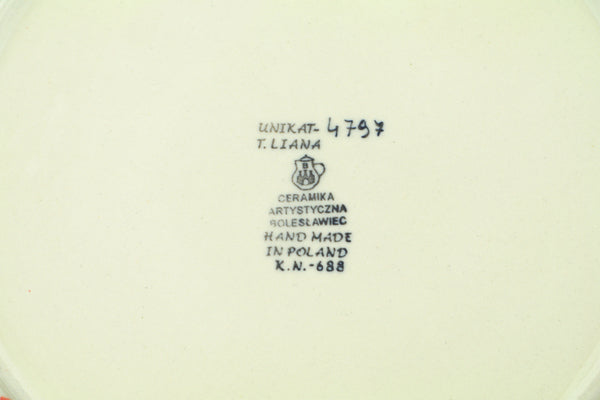 UNIKAT- 4797
T. LIANA
B
CERAMIKA
ARTYSTYCZNA
BOLESŁAWIEC
HAND MADE
IN POLAND
K.N.-688